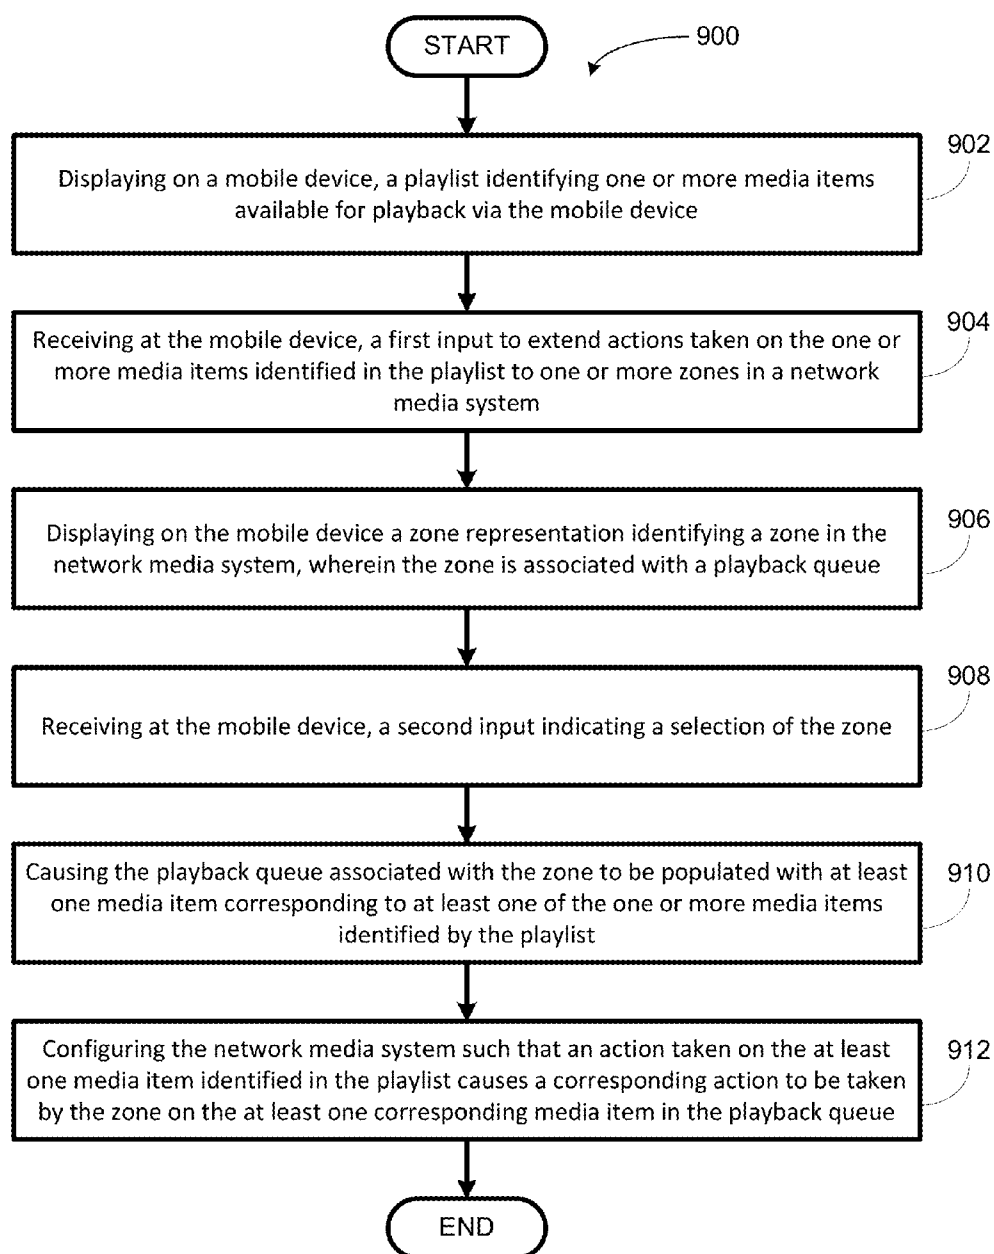 START
900
902
Displaying on a mobile device, a playlist identifying one or more media items
available for playback via the mobile device
904
Receiving at the mobile device, a first input to extend actions taken on the one or
more media items identified in the playlist to one or more zones in a network
media system
906
Displaying on the mobile device a zone representation identifying a zone in the
network media system, wherein the zone is associated with a playback queue
908
Receiving at the mobile device, a second input indicating a selection of the zone
910
Causing the playback queue associated with the zone to be populated with at least
one media item corresponding to at least one of the one or more media items
identified by the playlist
912
Configuring the network media system such that an action taken on the at least
one media item identified in the playlist causes a corresponding action to be taken
by the zone on the at least one corresponding media item in the playback queue
END